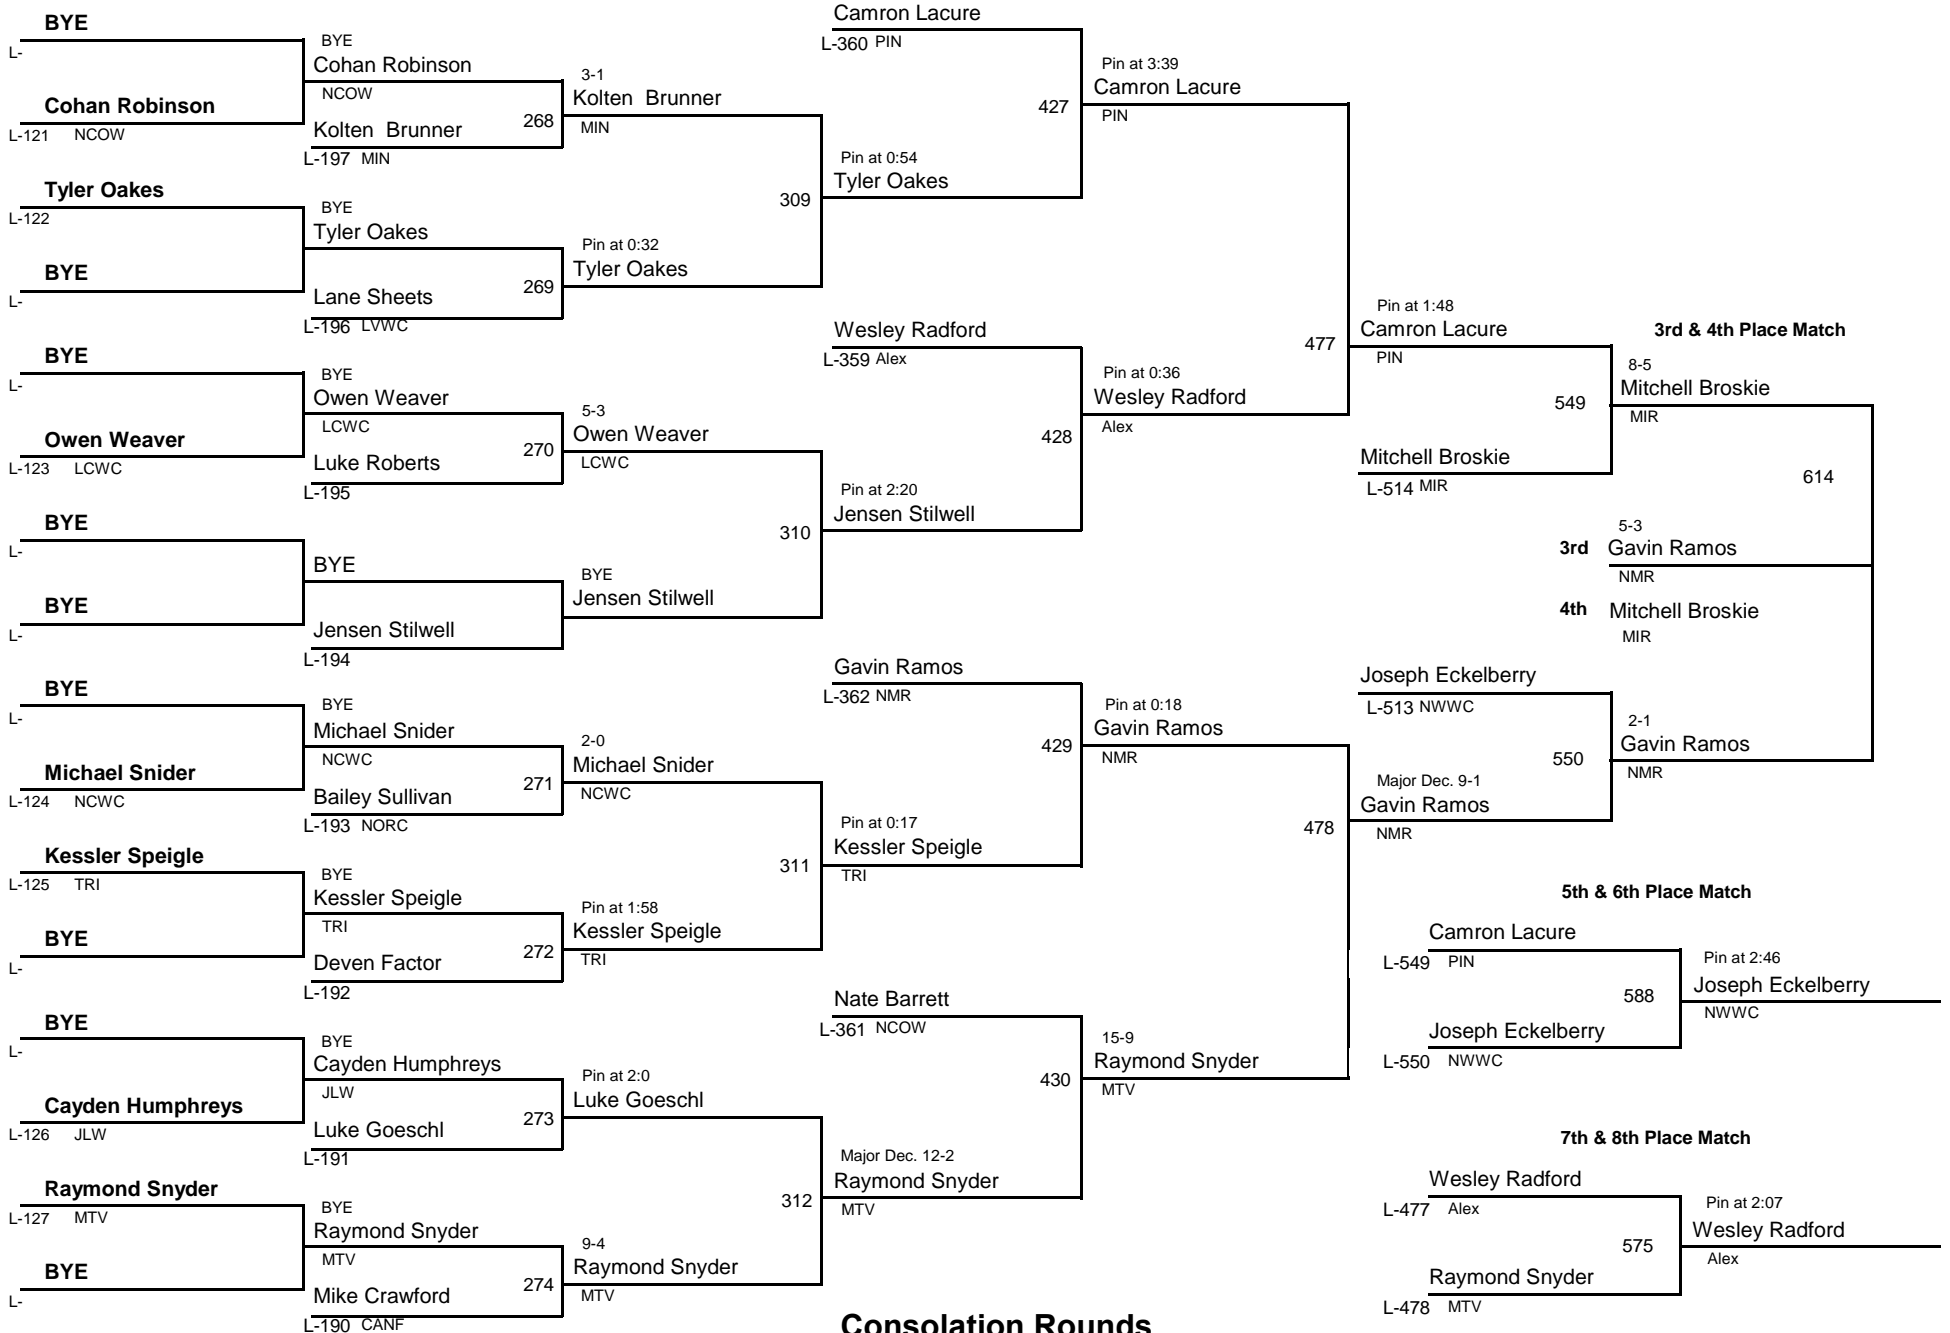 BYE
L-
Cohan Robinson
L-121 NCOW
Tyler Oakes
L-122
BYE
L-
BYE
L-
Owen Weaver
L-123 LCWC
BYE
L-
BYE
L-
BYE
L-
Michael Snider
L-124 NCWC
Kessler Speigle
L-125 TRI
BYE
L-
BYE
L-
Cayden Humphreys
L-126 JLW
Raymond Snyder
L-127 MTV
BYE
L-
BYE
Cohan Robinson
NCOW
268
Kolten Brunner
L-197 MIN
BYE
Tyler Oakes
269
Lane Sheets
L-196 LVWC
BYE
Owen Weaver
LCWC
270
Luke Roberts
L-195
BYE
Jensen Stilwell
L-194
BYE
Michael Snider
NCWC
271
Bailey Sullivan
L-193 NORC
BYE
Kessler Speigle
TRI
272
Deven Factor
L-192
BYE
Cayden Humphreys
JLW
273
Luke Goeschl
L-191
BYE
Raymond Snyder
MTV
274
Mike Crawford
L-190 CANF
3-1
Kolten Brunner
MIN
309
Pin at 0:32
Tyler Oakes
5-3
Owen Weaver
LCWC
310
BYE
Jensen Stilwell
2-0
Michael Snider
NCWC
311
Pin at 1:58
Kessler Speigle
TRI
Pin at 2:0
Luke Goeschl
312
9-4
Raymond Snyder
MTV
Camron Lacure
L-360 PIN
427
Pin at 0:54
Tyler Oakes
Wesley Radford
L-359 Alex
428
Pin at 2:20
Jensen Stilwell
Gavin Ramos
L-362 NMR
429
Pin at 0:17
Kessler Speigle
TRI
Nate Barrett
L-361 NCOW
430
Major Dec. 12-2
Raymond Snyder
MTV
Pin at 3:39
Camron Lacure
PIN
477
Pin at 0:36
Wesley Radford
Alex
Pin at 0:18
Gavin Ramos
NMR
478
15-9
Raymond Snyder
MTV
Pin at 1:48
Camron Lacure
PIN
549
Mitchell Broskie
L-514 MIR
Joseph Eckelberry
L-513 NWWC
550
Major Dec. 9-1
Gavin Ramos
NMR
3rd & 4th Place Match
8-5
Mitchell Broskie
MIR
614
5-3
3rd Gavin Ramos
NMR
4th Mitchell Broskie
MIR
2-1
Gavin Ramos
NMR
5th & 6th Place Match
Camron Lacure
L-549 PIN
588
Joseph Eckelberry
L-550 NWWC
Pin at 2:46
Joseph Eckelberry
NWWC
7th & 8th Place Match
Wesley Radford
L-477 Alex
575
Raymond Snyder
L-478 MTV
Pin at 2:07
Wesley Radford
Alex
Consolation Rounds